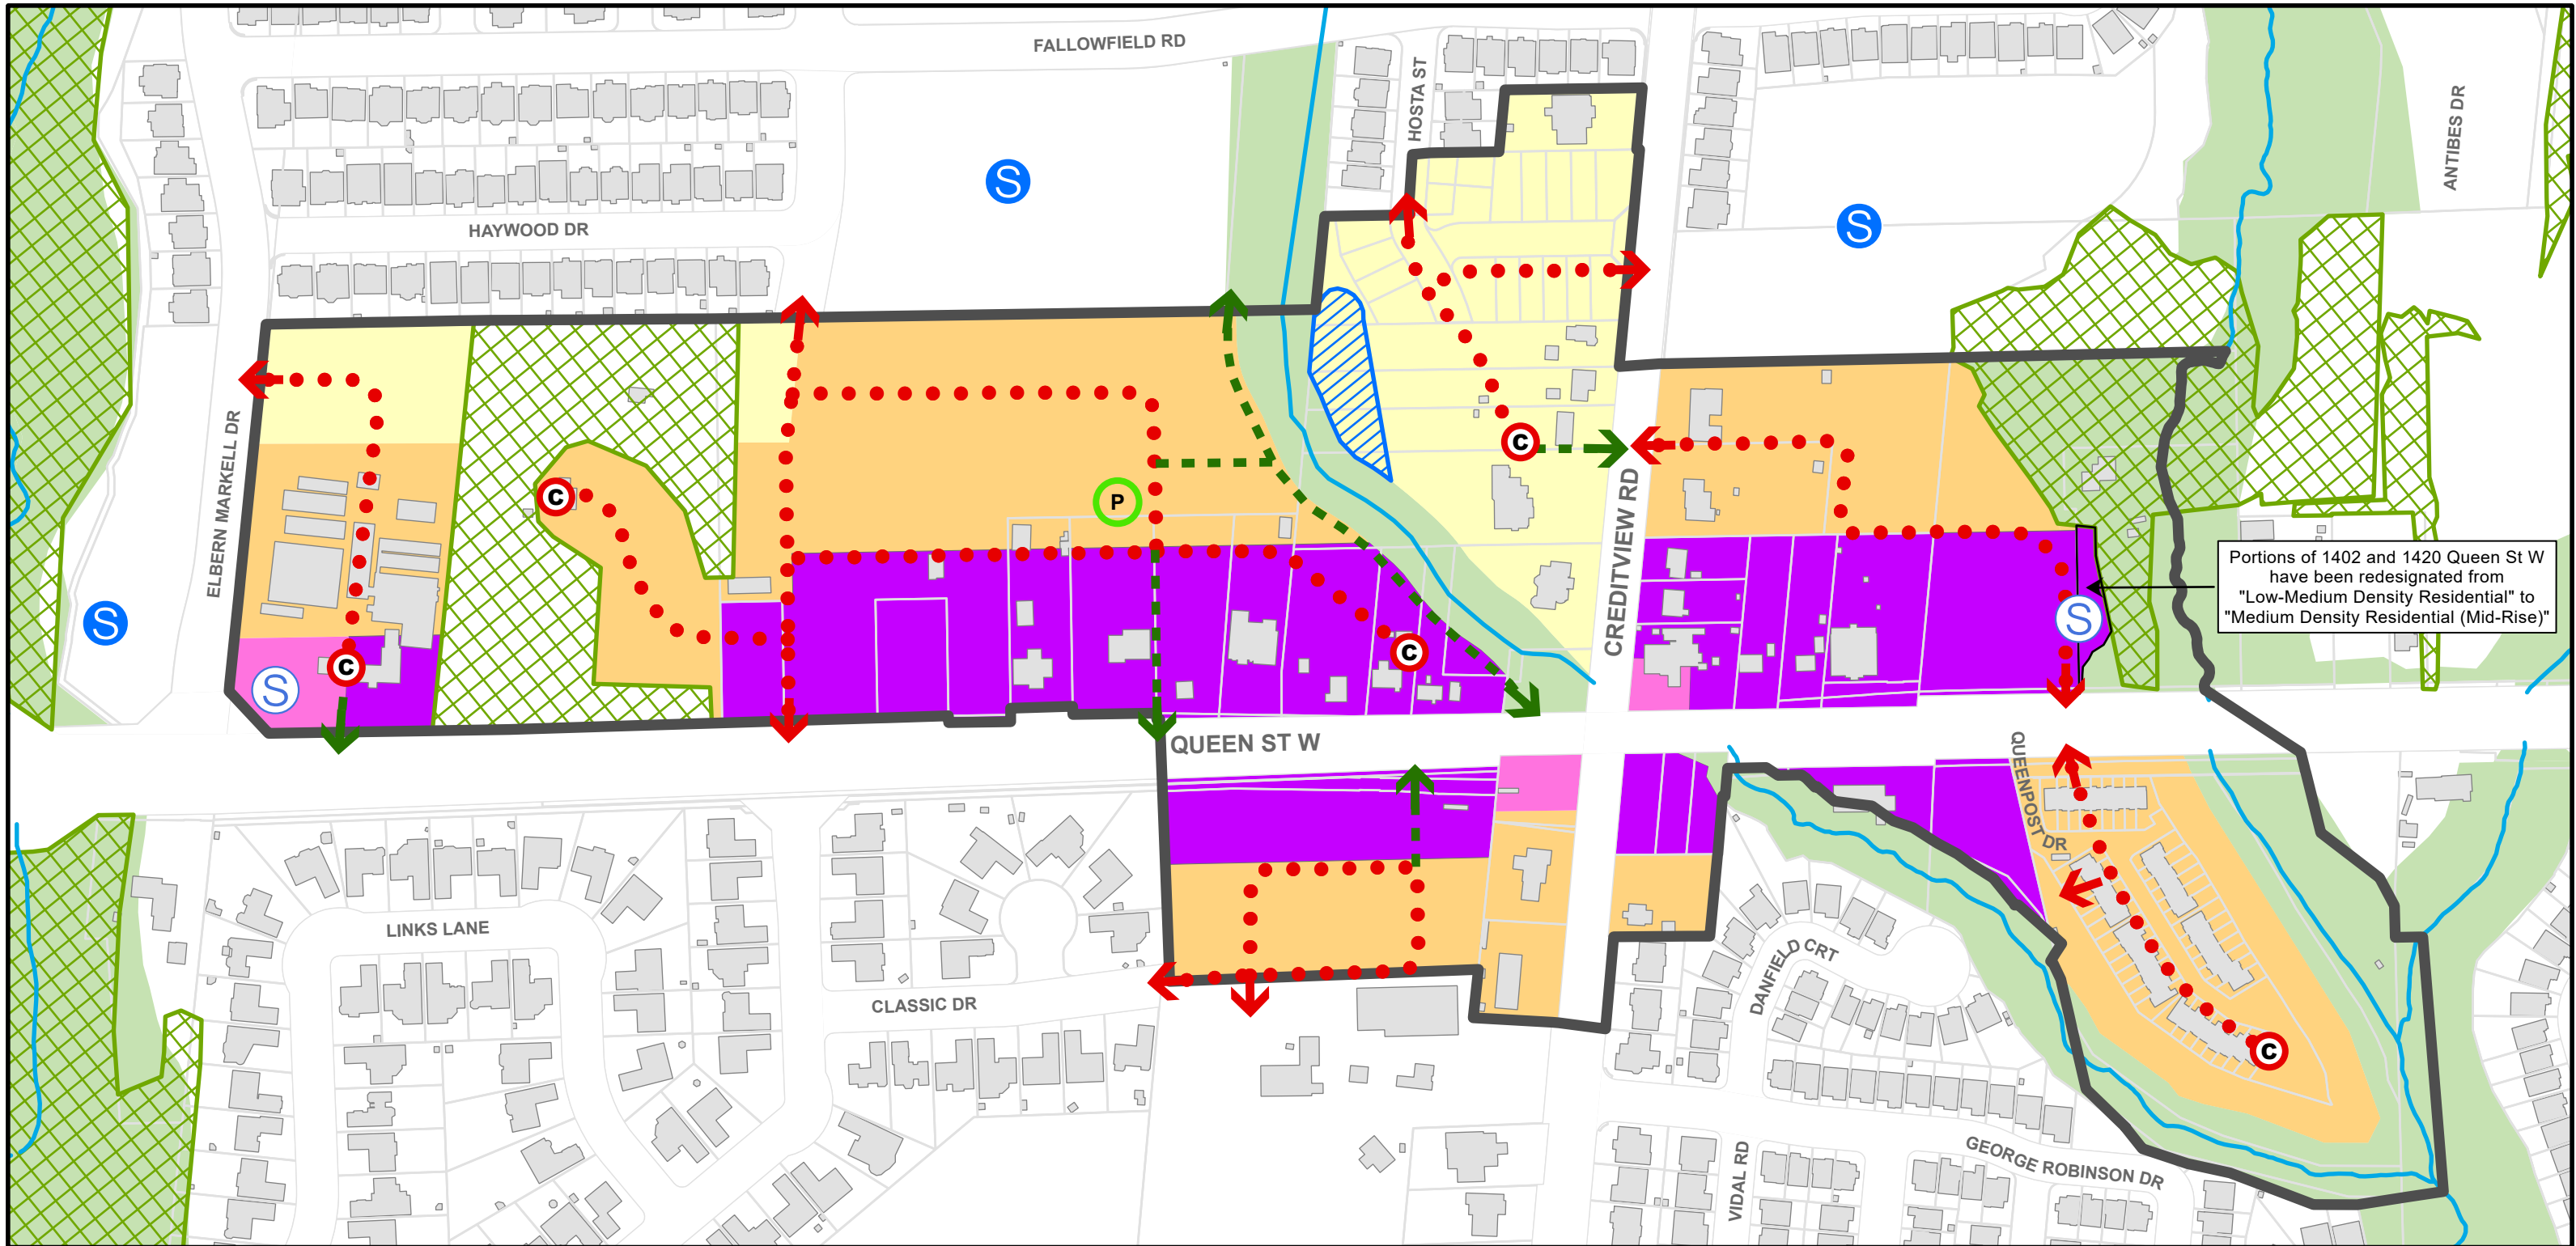 FALLOWFIELD RD
HOSTA ST
ANTIBES DR
S
S
HAYWOOD DR
ELBERN MARKELL DR
C
C
P
CREDITVIEW RD
Portions of 1402 and 1420 Queen St W
have been redesignated from
"Low-Medium Density Residential" to
"Medium Density Residential (Mid-Rise)"
S
S
C
C
S
QUEEN ST W
QUEENPOST DR
LINKS LANE
DANFIELD CRT
CLASSIC DR
C
VIDAL RD
GEORGE ROBINSON DR